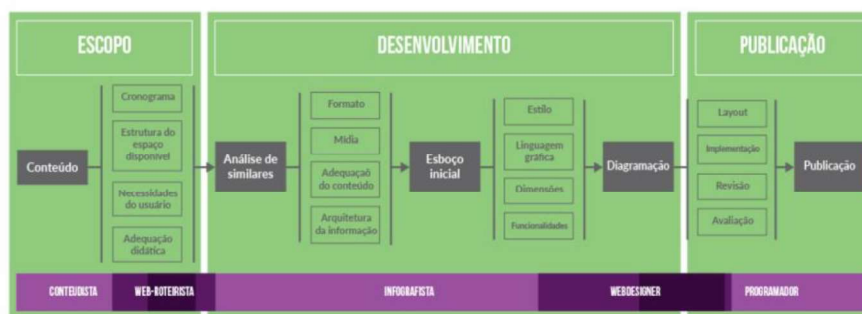 ESCOPO
DESENVOLVIMENTO
PUBLICAÇÃO
Conteúdo
Cronograma
Estrutura do
espaço
disponível
Necessidades
do usuário
Adequação
didática
Análise de
similares
Formato
Mídia
Adequaçaõ
do conteúdo
Arquitetura
da informação
Esboço
inicial
Estilo
Linguagem
gráfica
Dimensões
Funcionalidades
Diagramação
Layout
Implementação
Revisão
Avaliação
Publicação
CONTEUDISTA
WEB-ROTEIRISTA
INFOGRAFISTA
WEBDESIGNER
PROGRAMADOR